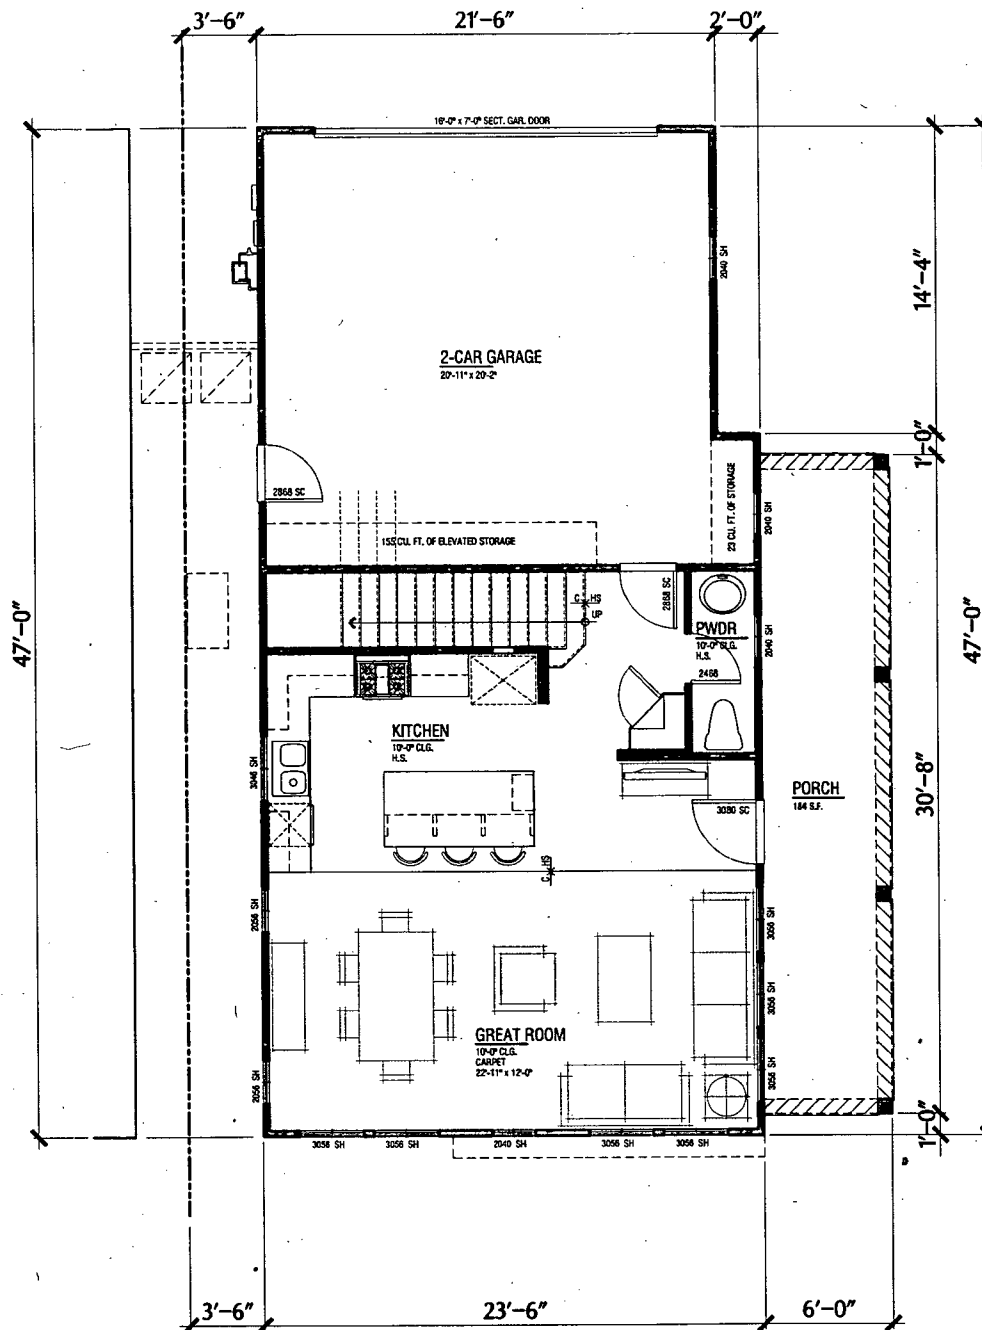 3'-6"
21'-6"
2'-0"
16'-0" x 7'-0" SECT. GAR. DOOR
2040 SH
14'-4"
2-CAR GARAGE
20'-11" x 20'-2"
1'-0"
2868 SC
23 CU. FT. OF STORAGE
2040 SH
155 CU. FT. OF ELEVATED STORAGE
C HS
UP
2868 SC
PWDR
10'-0" CLG.
H.S.
2468
2040 SH
47'-0"
47'-0"
KITCHEN
10'-0" CLG.
H.S.
3046 SH
PORCH
184 S.F.
30'-8"
3080 SC
C HS
2056 SH
3056 SH
3056 SH
GREAT ROOM
10'-0" CLG.
CARPET
22'-11" x 12'-0"
2056 SH
3056 SH
1'-0"
3056 SH
3056 SH
2040 SH
3056 SH
3056 SH
3'-6"
23'-6"
6'-0"